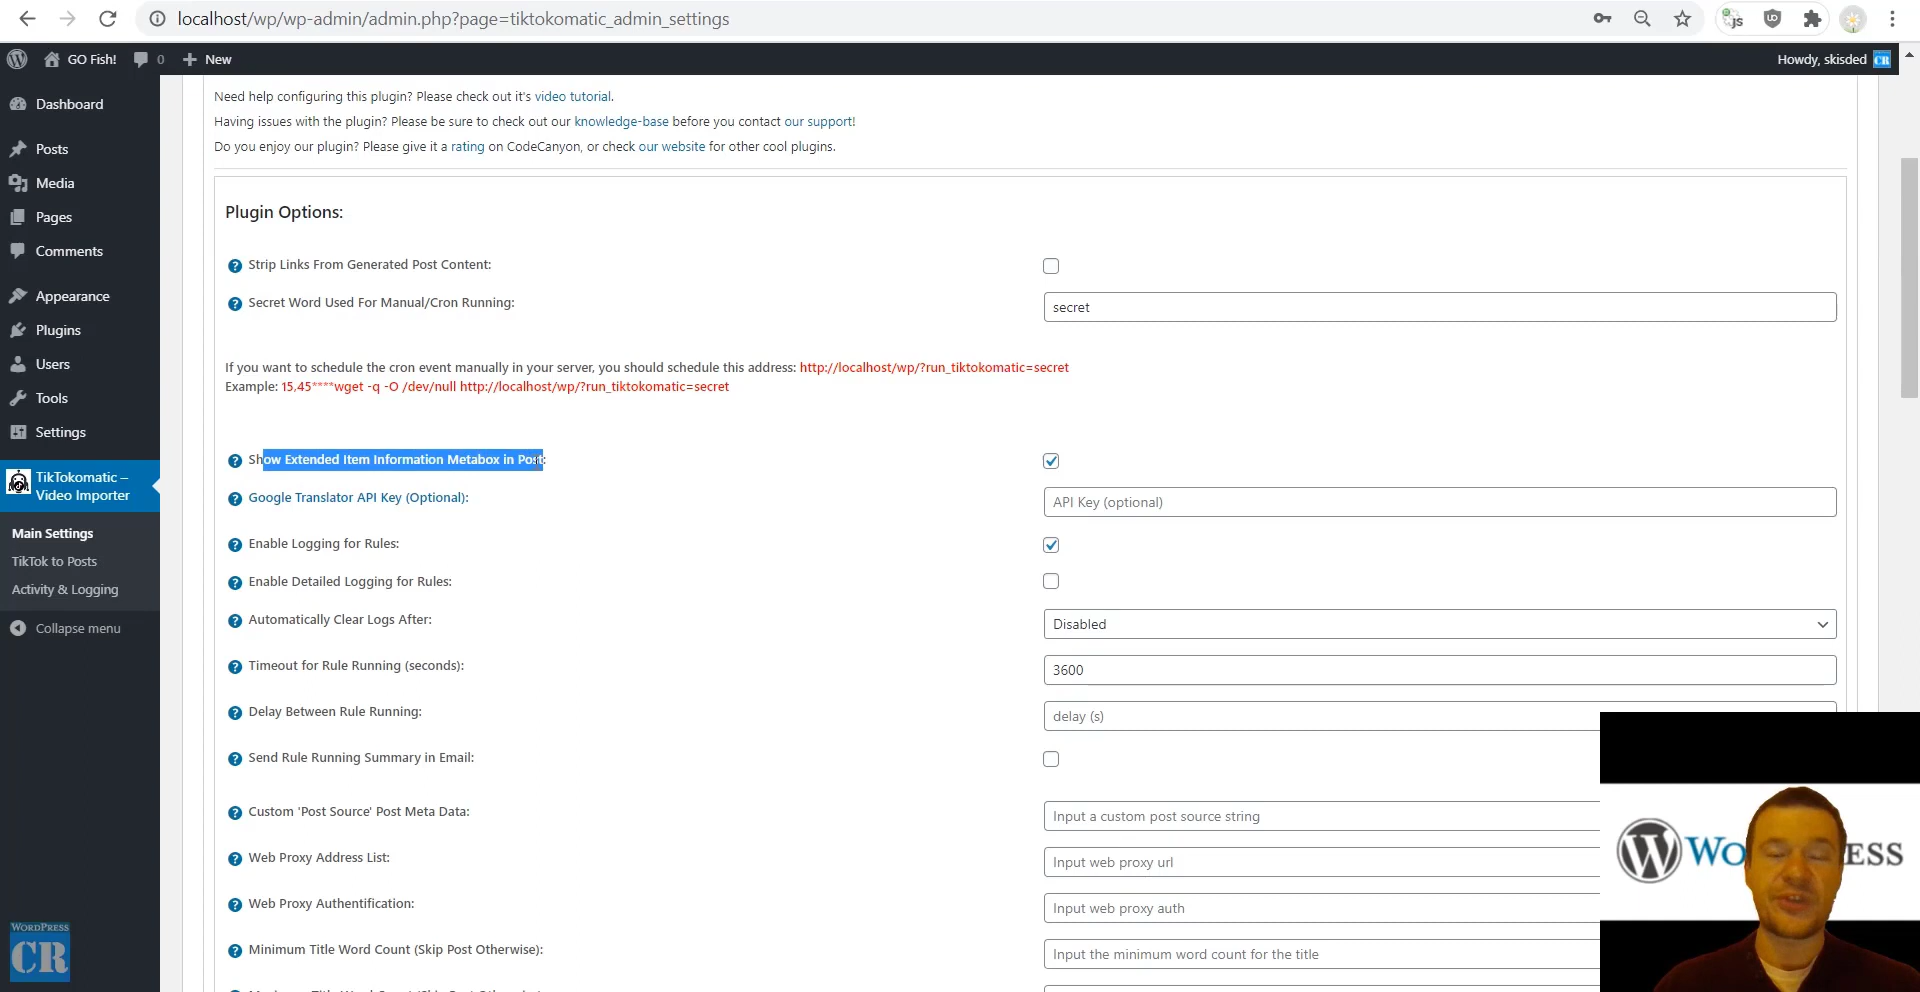 localhost/wp/wp-admin/admin.php?page=tiktokomatic_admin_settings
GO Fish!
0
New
Howdy, skisded
CR
Dashboard
Posts
Media
Pages
Comments
Appearance
Plugins
Users
Tools
Settings
TikTokomatic –
Video Importer
Main Settings
TikTok to Posts
Activity & Logging
Collapse menu
WORDPRESS
CR
Need help configuring this plugin? Please check out it's video tutorial.
Having issues with the plugin? Please be sure to check out our knowledge-base before you contact our support!
Do you enjoy our plugin? Please give it a rating on CodeCanyon, or check our website for other cool plugins.
Plugin Options:
Strip Links From Generated Post Content:
Secret Word Used For Manual/Cron Running:
secret
If you want to schedule the cron event manually in your server, you should schedule this address: http://localhost/wp/?run_tiktokomatic=secret
Example: 15,45****wget -q -O /dev/null http://localhost/wp/?run_tiktokomatic=secret
Show Extended Item Information Metabox in Post:
Google Translator API Key (Optional):
API Key (optional)
Enable Logging for Rules:
Enable Detailed Logging for Rules:
Automatically Clear Logs After:
Disabled
Timeout for Rule Running (seconds):
3600
Delay Between Rule Running:
delay (s)
Send Rule Running Summary in Email:
Custom 'Post Source' Post Meta Data:
Input a custom post source string
Web Proxy Address List:
Input web proxy url
Web Proxy Authentification:
Input web proxy auth
Minimum Title Word Count (Skip Post Otherwise):
Input the minimum word count for the title